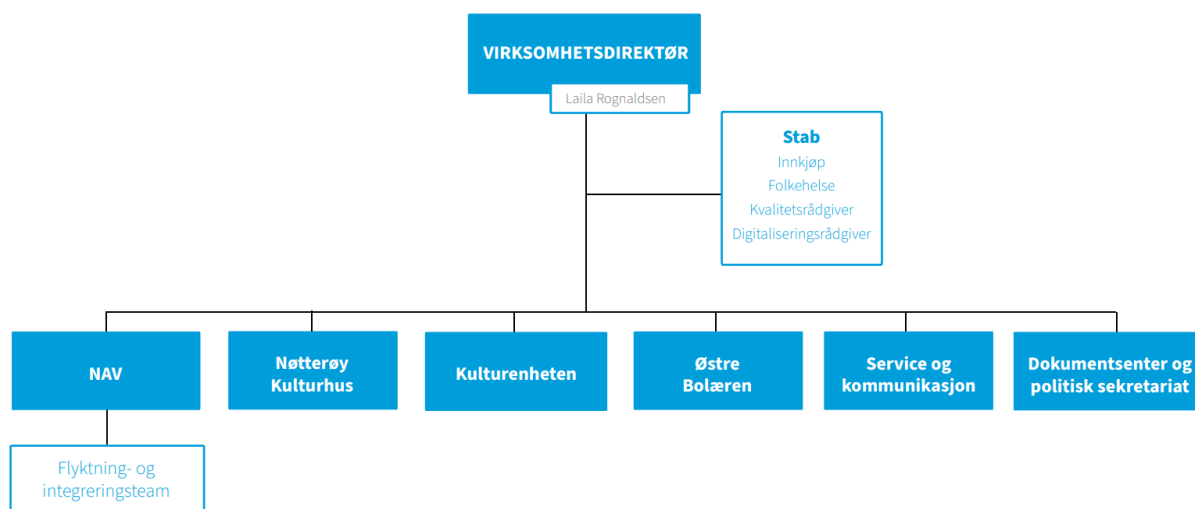 VIRKSOMHETSDIREKTØR
Laila Rognaldsen
Stab
Innkjøp
Folkehelse
Kvalitetsrådgiver
Digitaliseringsrådgiver
NAV
Nøtterøy
Kulturhus
Kulturenheten
Østre
Bolæren
Service og
kommunikasjon
Dokumentsenter og
politisk sekretariat
Flyktning- og
integreringsteam